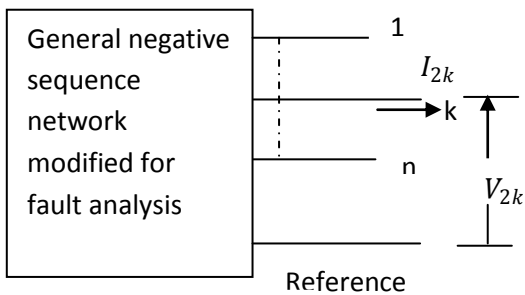 General negative
sequence
network
modified for
fault analysis
1
I₂ₖ
k
n
V₂ₖ
Reference